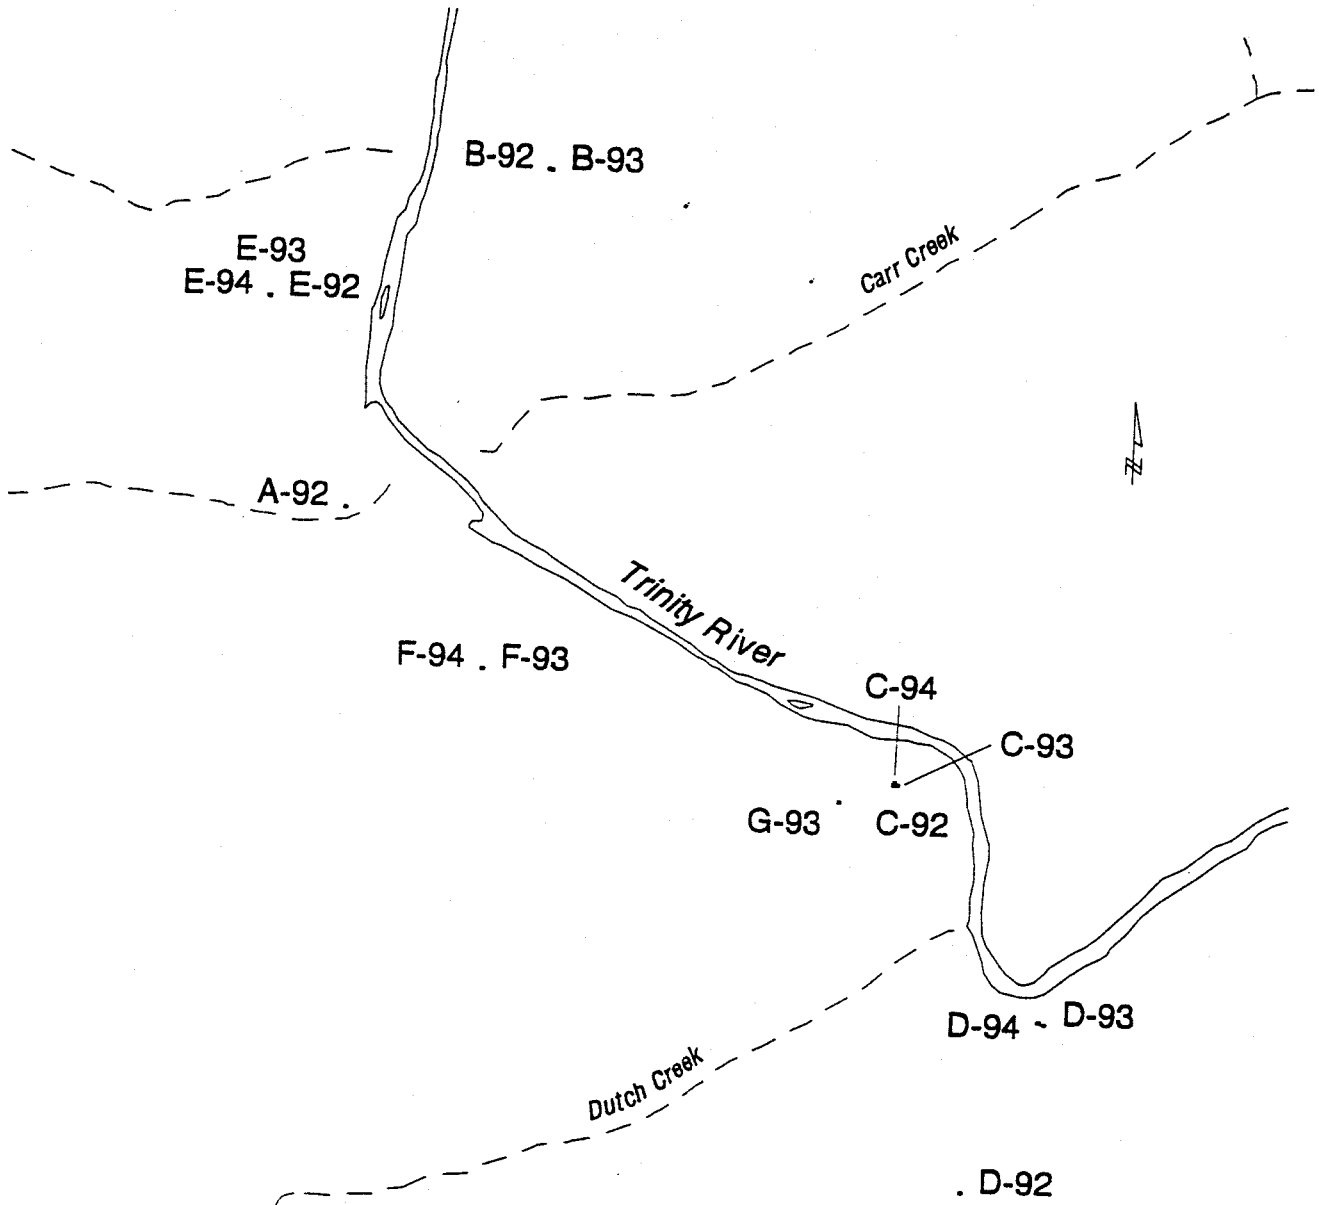 B-92 . B-93
E-93
E-94 . E-92
Carr Creek
N
A-92 .
Trinity River
F-94 . F-93
C-94
C-93
G-93
C-92
D-94 - D-93
Dutch Creek
. D-92